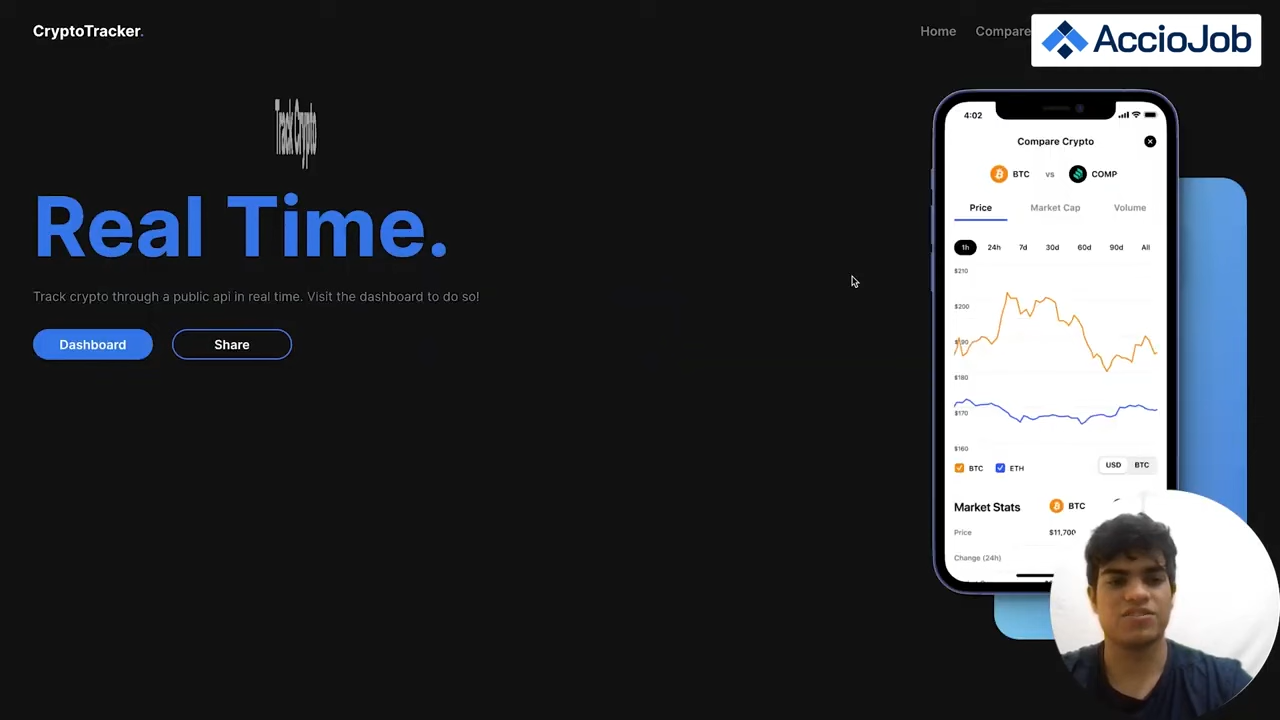 CryptoTracker.
Home
Compare
AccioJob
Track Crypto
Real Time.
Track crypto through a public api in real time. Visit the dashboard to do so!
Dashboard
Share
4:02
Compare Crypto
BTC vs COMP
Price Market Cap Volume
1h 24h 7d 30d 60d 90d All
$210
$200
$190
$180
$170
$160
BTC ETH
USD BTC
Market Stats BTC
Price $11,700
Change (24h)